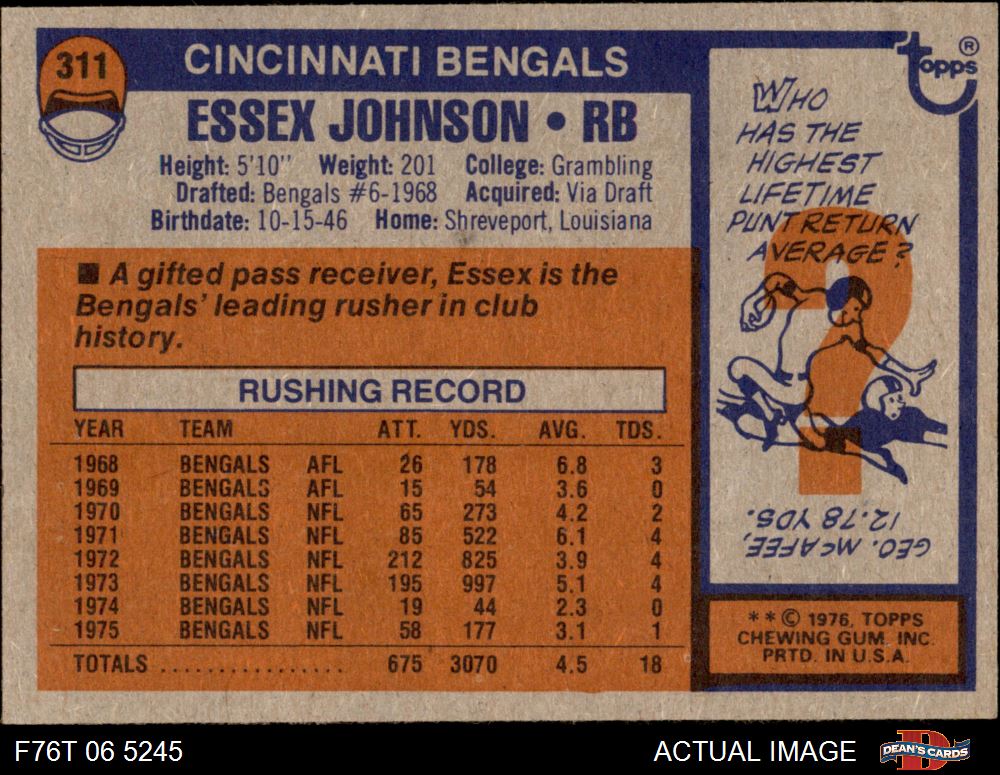 311
CINCINNATI BENGALS
ESSEX JOHNSON • RB
Height: 5'10" Weight: 201 College: Grambling
Drafted: Bengals #6-1968 Acquired: Via Draft
Birthdate: 10-15-46 Home: Shreveport, Louisiana
■ A gifted pass receiver, Essex is the
Bengals' leading rusher in club
history.
RUSHING RECORD
YEAR TEAM ATT. YDS. AVG. TDS.
1968 BENGALS AFL 26 178 6.8 3
1969 BENGALS AFL 15 54 3.6 0
1970 BENGALS NFL 65 273 4.2 2
1971 BENGALS NFL 85 522 6.1 4
1972 BENGALS NFL 212 825 3.9 4
1973 BENGALS NFL 195 997 5.1 4
1974 BENGALS NFL 19 44 2.3 0
1975 BENGALS NFL 58 177 3.1 1
TOTALS .................. 675 3070 4.5 18
topps ®
WHO
HAS THE
HIGHEST
LIFETIME
PUNT RETURN
AVERAGE?
?
GEO. McAFEE,
12.78 YDS.
**© 1976, TOPPS
CHEWING GUM. INC.
PRTD. IN U.S.A.
F76T 06 5245
ACTUAL IMAGE
D
DEAN'S CARDS